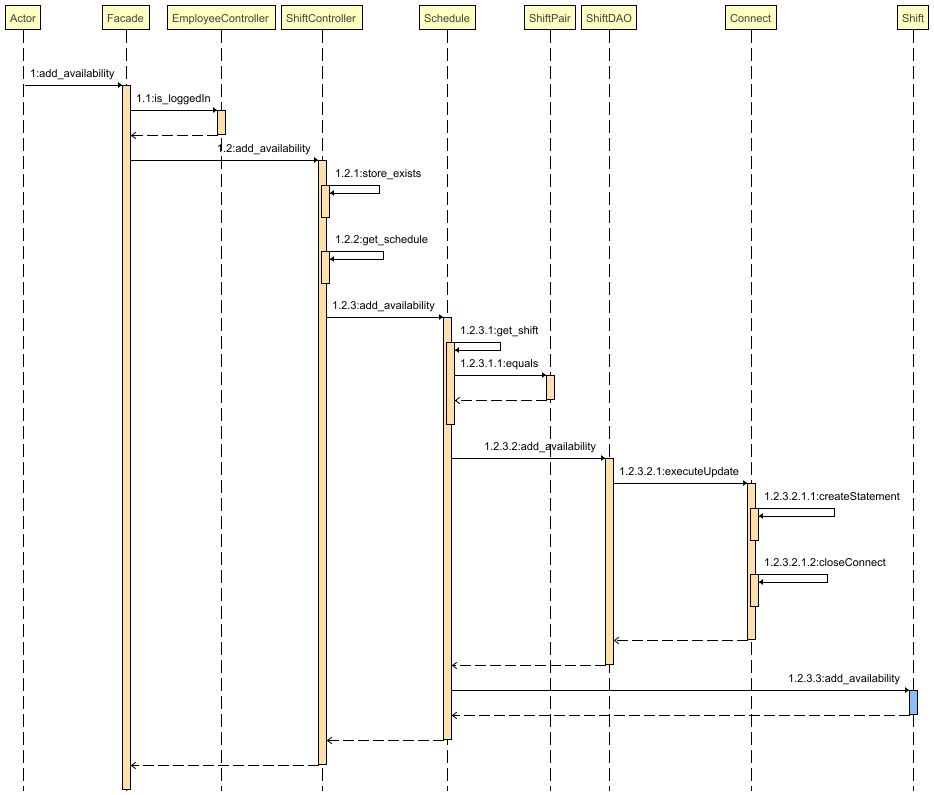 Actor Facade EmployeeController ShiftController Schedule ShiftPair ShiftDAO Connect Shift
1:add_availability
1.1:is_loggedIn
1.2:add_availability
1.2.1:store_exists
1.2.2:get_schedule
1.2.3:add_availability
1.2.3.1:get_shift
1.2.3.1.1:equals
1.2.3.2:add_availability
1.2.3.2.1:executeUpdate
1.2.3.2.1.1:createStatement
1.2.3.2.1.2:closeConnect
1.2.3.3:add_availability